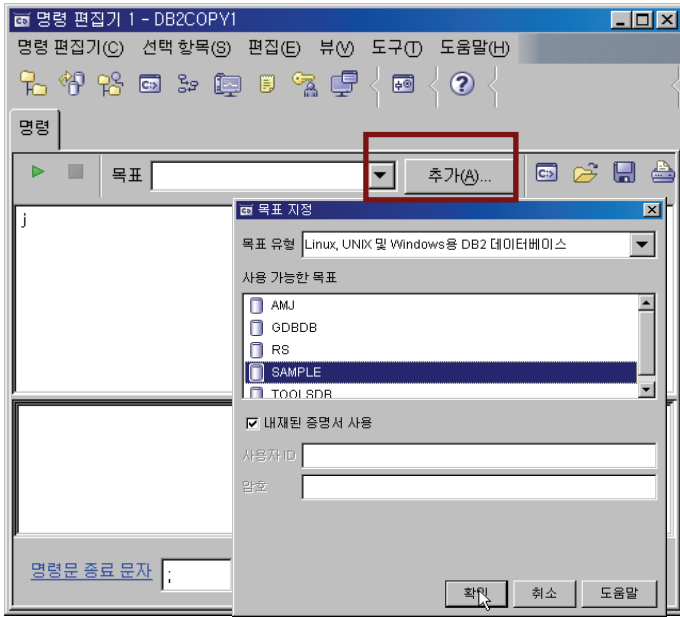 명령 편집기 1 - DB2COPY1
명령 편집기(C) 선택 항목(S) 편집(E) 뷰(V) 도구(T) 도움말(H)
명령
목표
추가(A)...
j
목표 지정
목표 유형 Linux, UNIX 및 Windows용 DB2 데이터베이스
사용 가능한 목표
AMJ
GDBDB
RS
SAMPLE
TOOLSDB
내재된 증명서 사용
사용자 ID
암호
명령문 종료 문자 ;
확인 취소 도움말